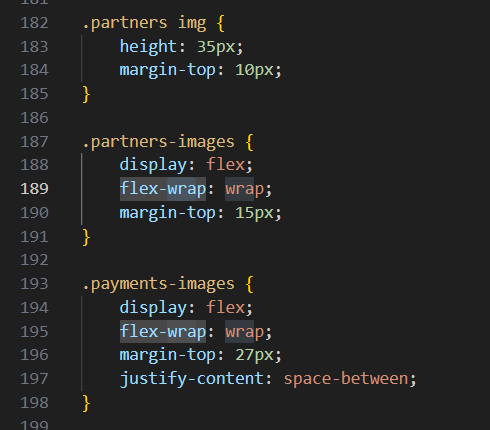 181
182 .partners img {
183 height: 35px;
184 margin-top: 10px;
185 }
186
187 .partners-images {
188 display: flex;
189 flex-wrap: wrap;
190 margin-top: 15px;
191 }
192
193 .payments-images {
194 display: flex;
195 flex-wrap: wrap;
196 margin-top: 27px;
197 justify-content: space-between;
198 }
199